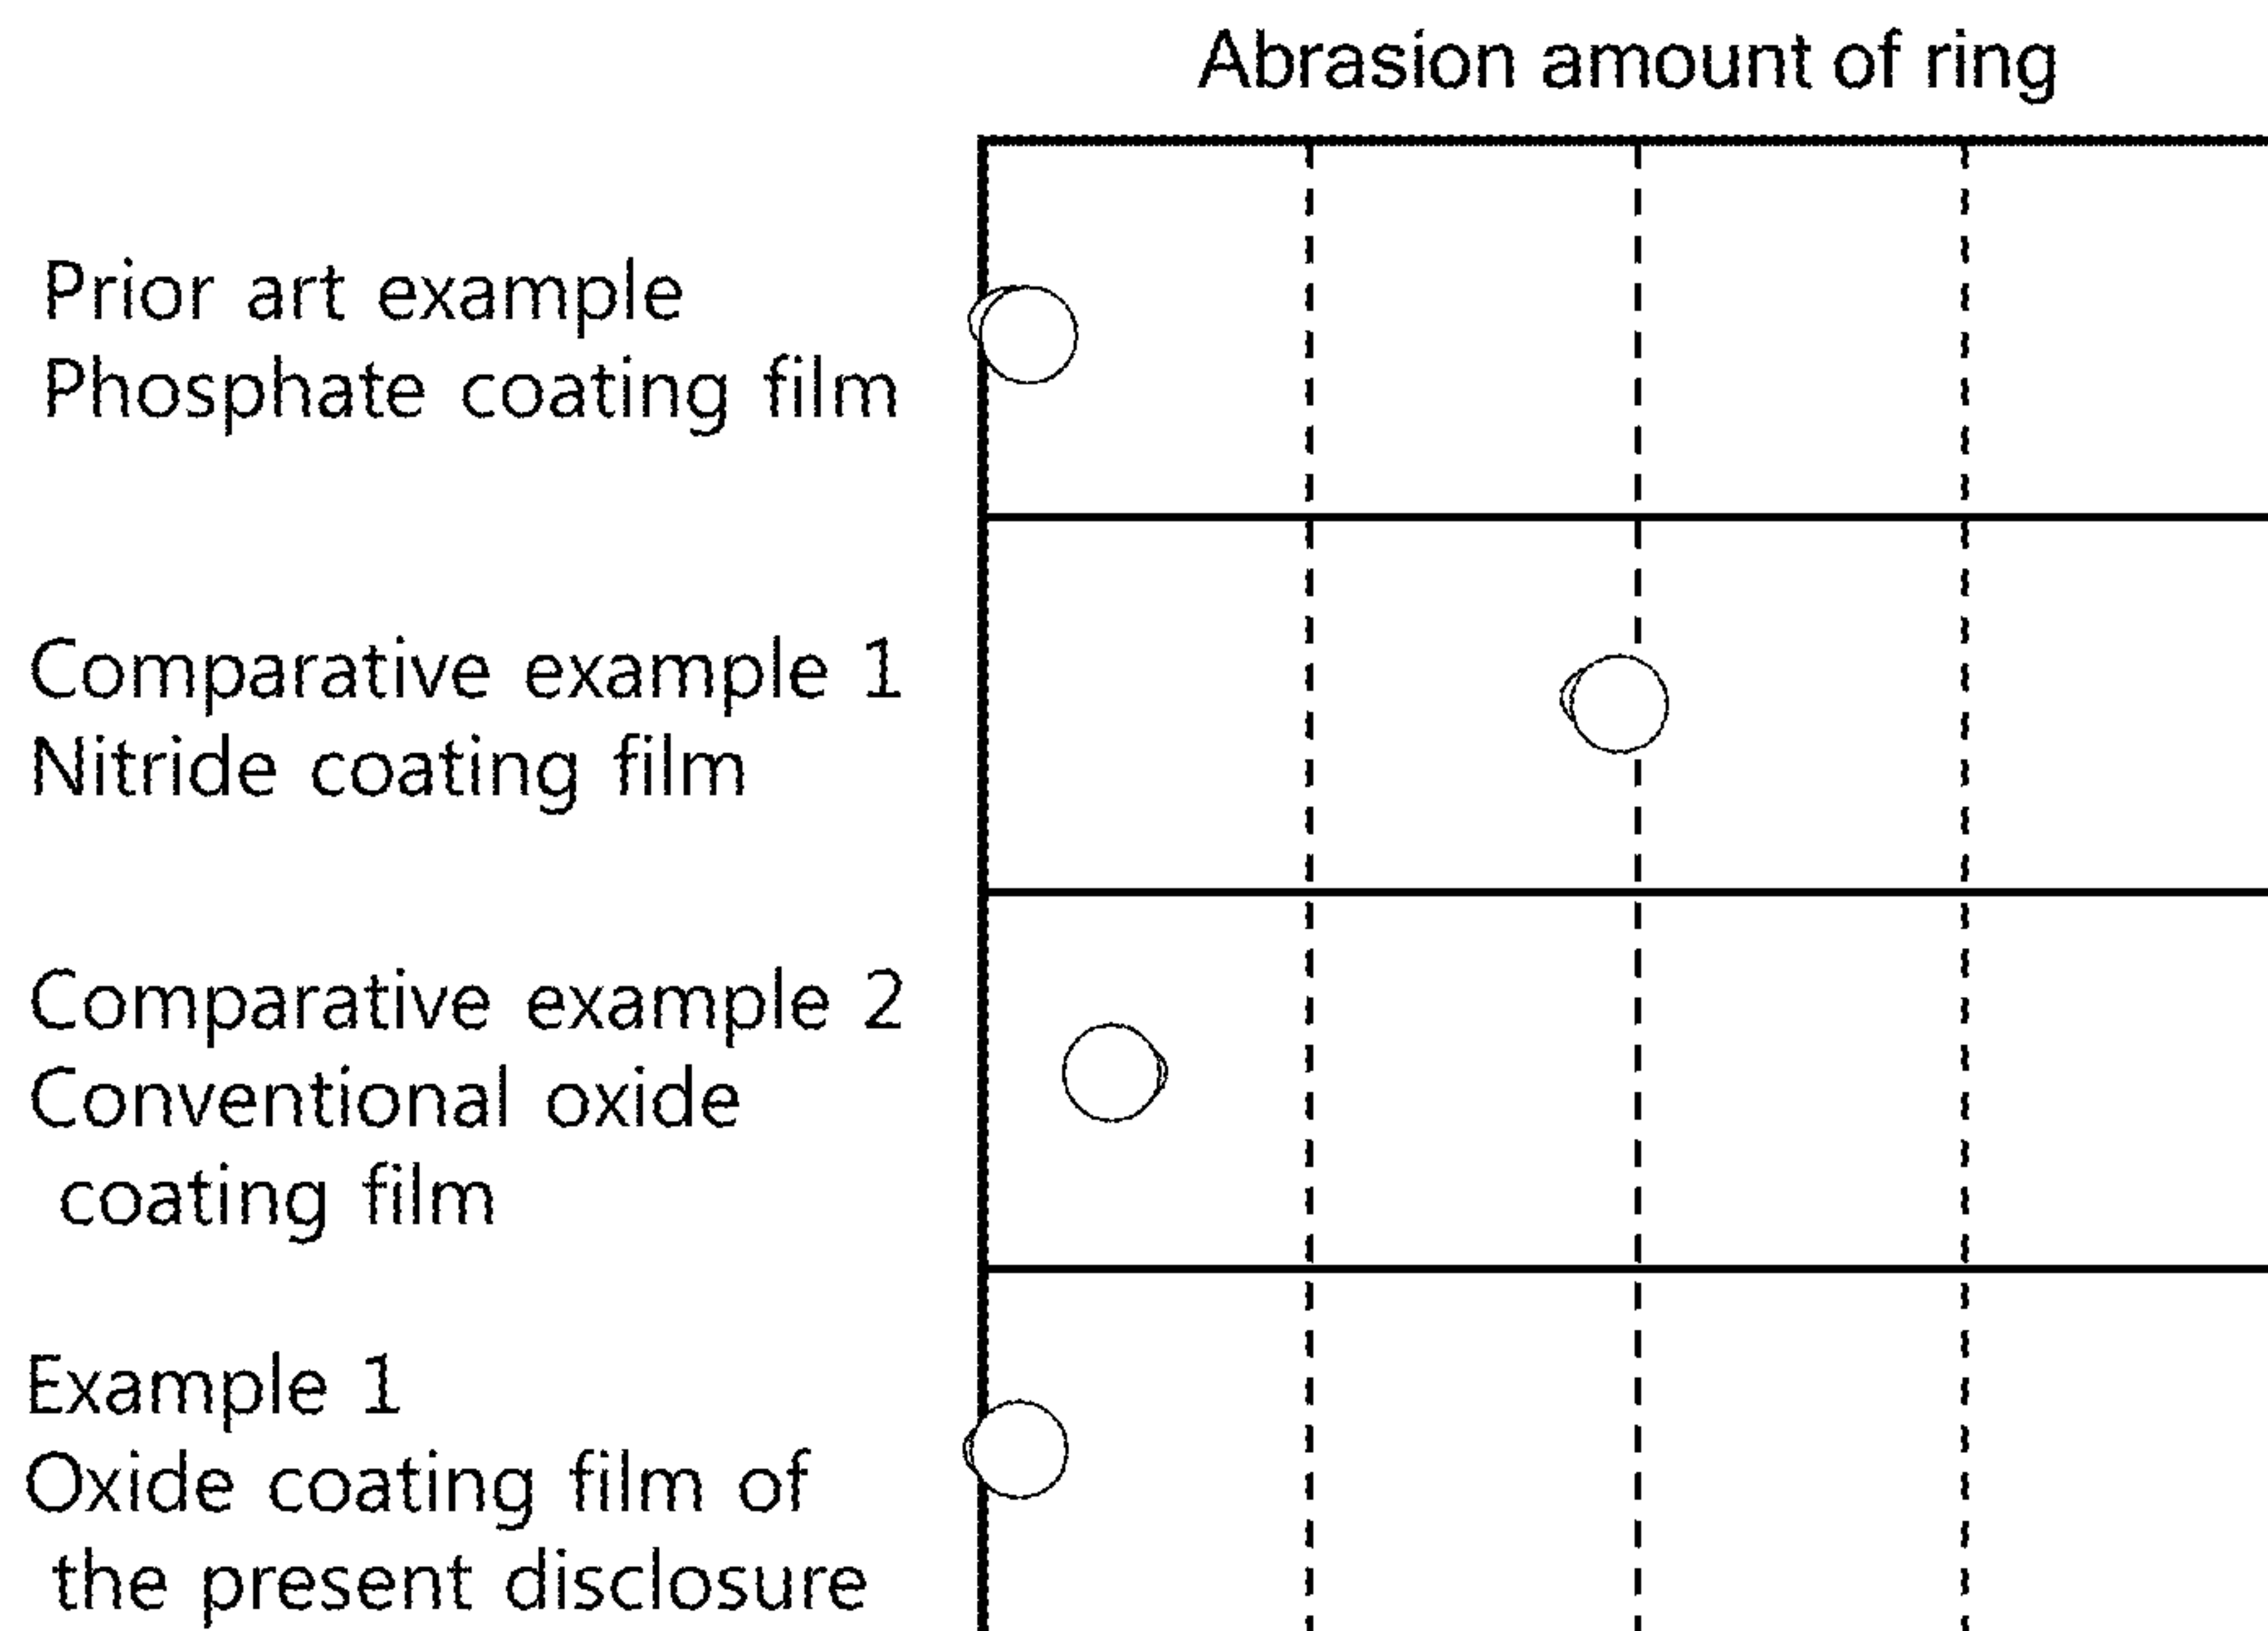 Abrasion amount of ring
Prior art example
Phosphate coating film
Comparative example 1
Nitride coating film
Comparative example 2
Conventional oxide
coating film
Example 1
Oxide coating film of
the present disclosure